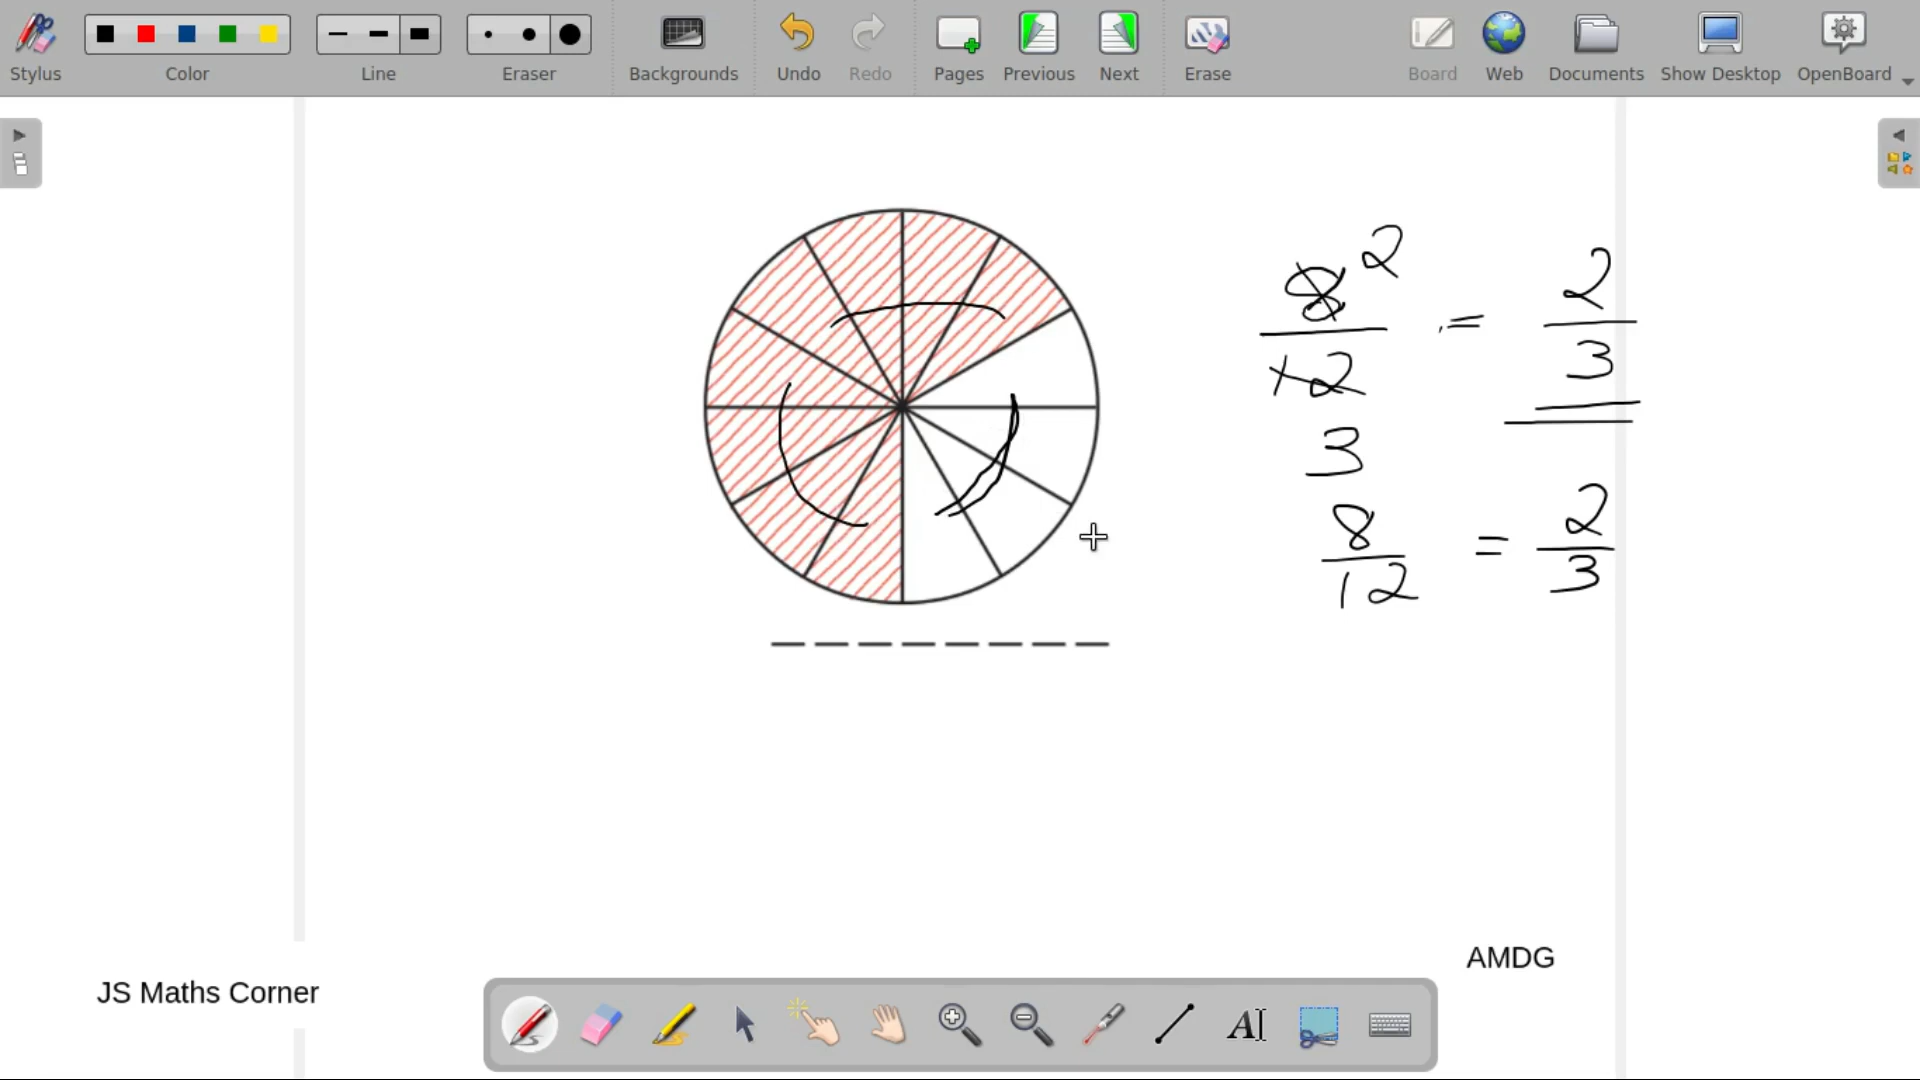 Stylus Color Line Eraser Backgrounds Undo Redo Pages Previous Next Erase Board Web Documents Show Desktop OpenBoard
8 2
12
3
= 2
3
8
12
= 2
3
AMDG
JS Maths Corner
A